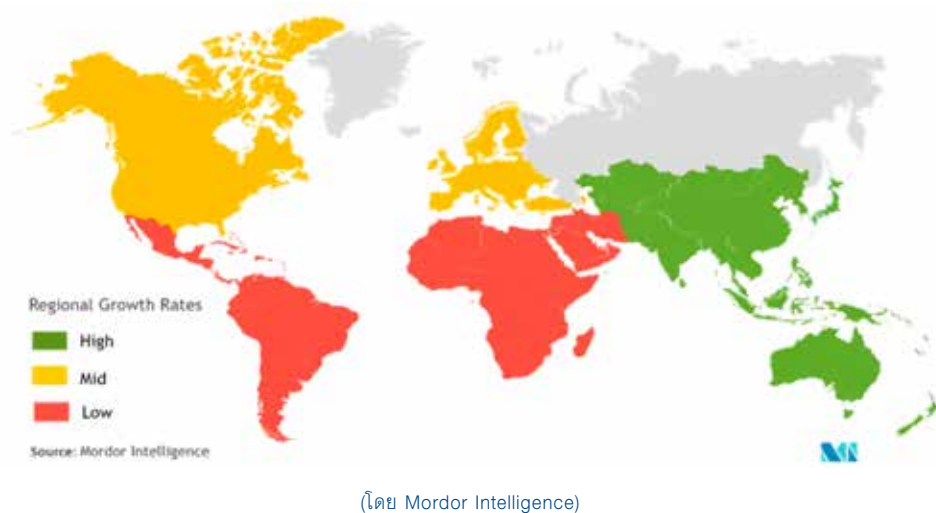 Regional Growth Rates
High
Mid
Low
Source: Mordor Intelligence
(โดย Mordor Intelligence)